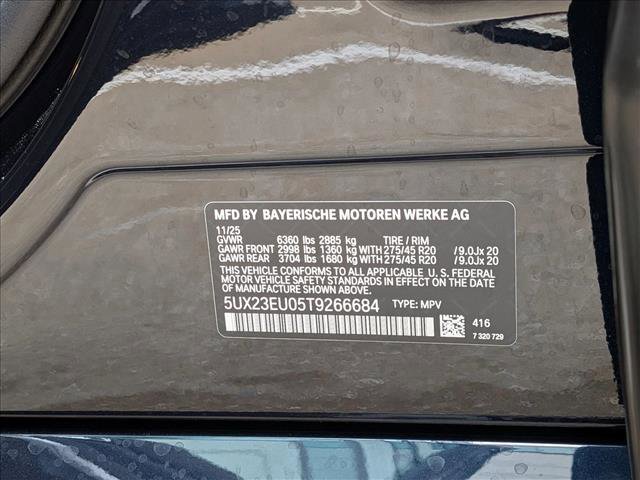 MFD BY BAYERISCHE MOTOREN WERKE AG
11/25
GVWR 6360 lbs 2885 kg TIRE / RIM
GAWR FRONT 2998 lbs 1360 kg WITH 275/45 R20 /9.0Jx 20
GAWR REAR 3704 lbs 1680 kg WITH 275/45 R20 /9.0Jx 20
THIS VEHICLE CONFORMS TO ALL APPLICABLE U. S. FEDERAL
MOTOR VEHICLE SAFETY STANDARDS IN EFFECT ON THE DATE
OF MANUFACTURE SHOWN ABOVE.
5UX23EU05T9266684 TYPE: MPV
416
7 320 729